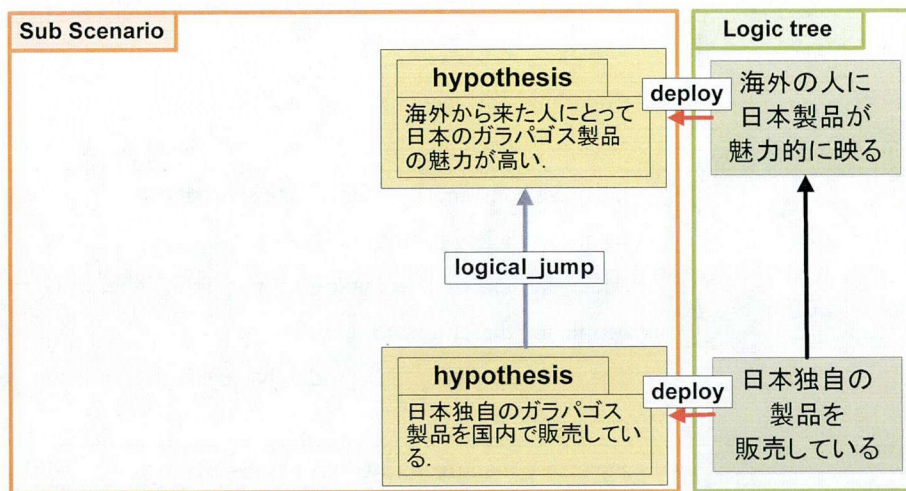 Sub Scenario
Logic tree
hypothesis
海外から来た人にとって
日本のガラパゴス製品
の魅力が高い.
deploy
海外の人に
日本製品が
魅力的に映る
logical_jump
hypothesis
日本独自のガラパゴス
製品を国内で販売してい
る.
deploy
日本独自の
製品を
販売している